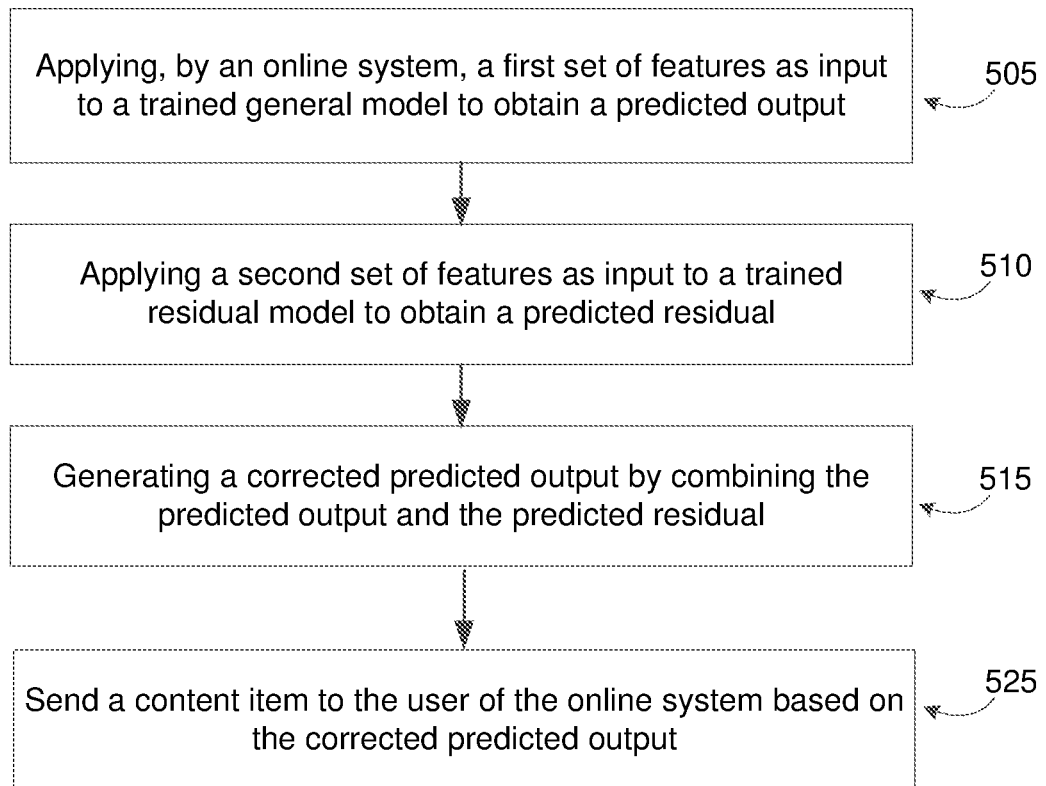 Applying, by an online system, a first set of features as input
to a trained general model to obtain a predicted output
505
Applying a second set of features as input to a trained
residual model to obtain a predicted residual
510
Generating a corrected predicted output by combining the
predicted output and the predicted residual
515
Send a content item to the user of the online system based on
the corrected predicted output
525